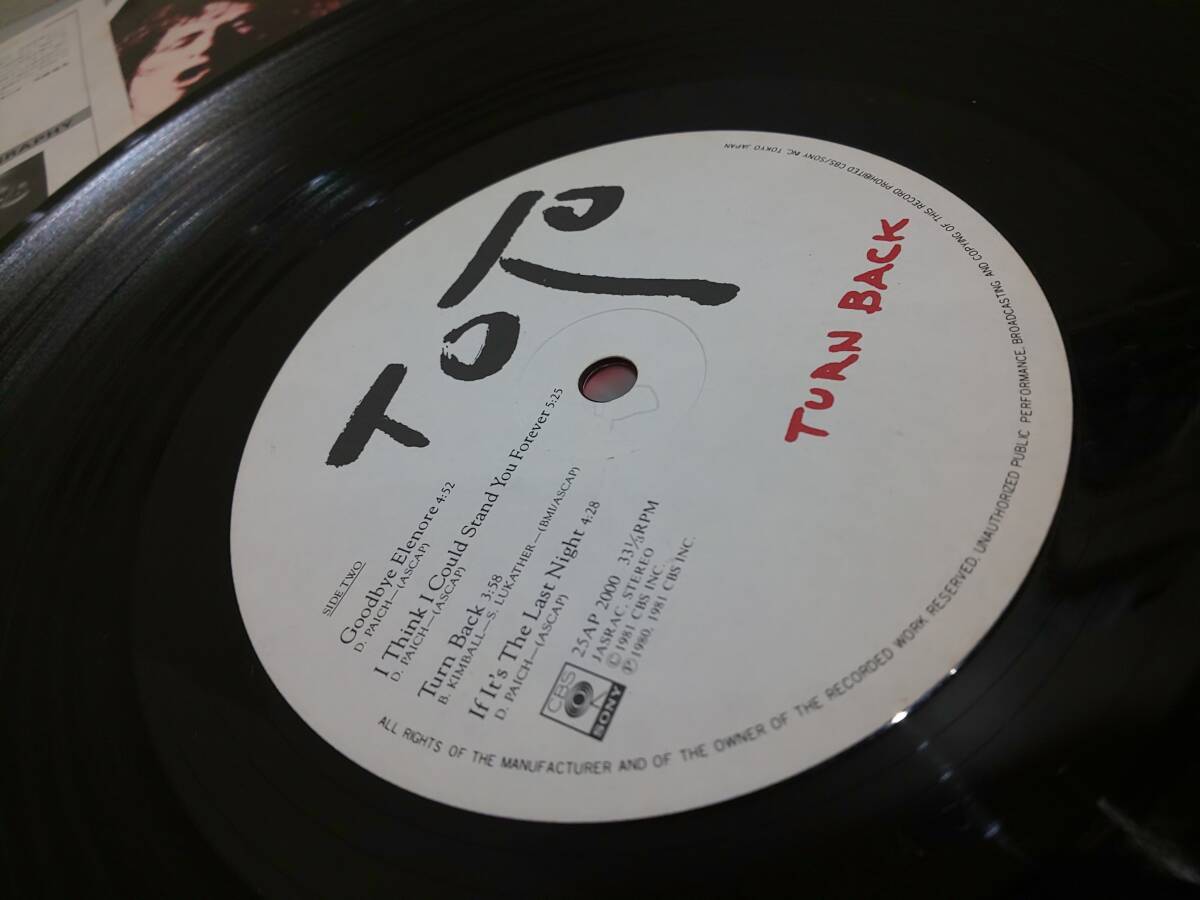 TOTO
TURN BACK
SIDE TWO
Goodbye Elenore 4:52
D. PAICH—(ASCAP)
I Think I Could Stand You Forever 5:25
D. PAICH—(ASCAP)
Turn Back 3:58
B. KIMBALL—S. LUKATHER—(BMI/ASCAP)
If It's The Last Night 4:28
D. PAICH—(ASCAP)
CBS
SONY
25AP 2000 33⅓RPM
JASRAC, STEREO
©1981 CBS INC.
℗1980, 1981 CBS INC.
ALL RIGHTS OF THE MANUFACTURER AND OF THE OWNER OF THE RECORDED WORK RESERVED. UNAUTHORIZED PUBLIC PERFORMANCE, BROADCASTING AND COPYING OF THIS RECORD PROHIBITED CBS/SONY INC. TOKYO JAPAN